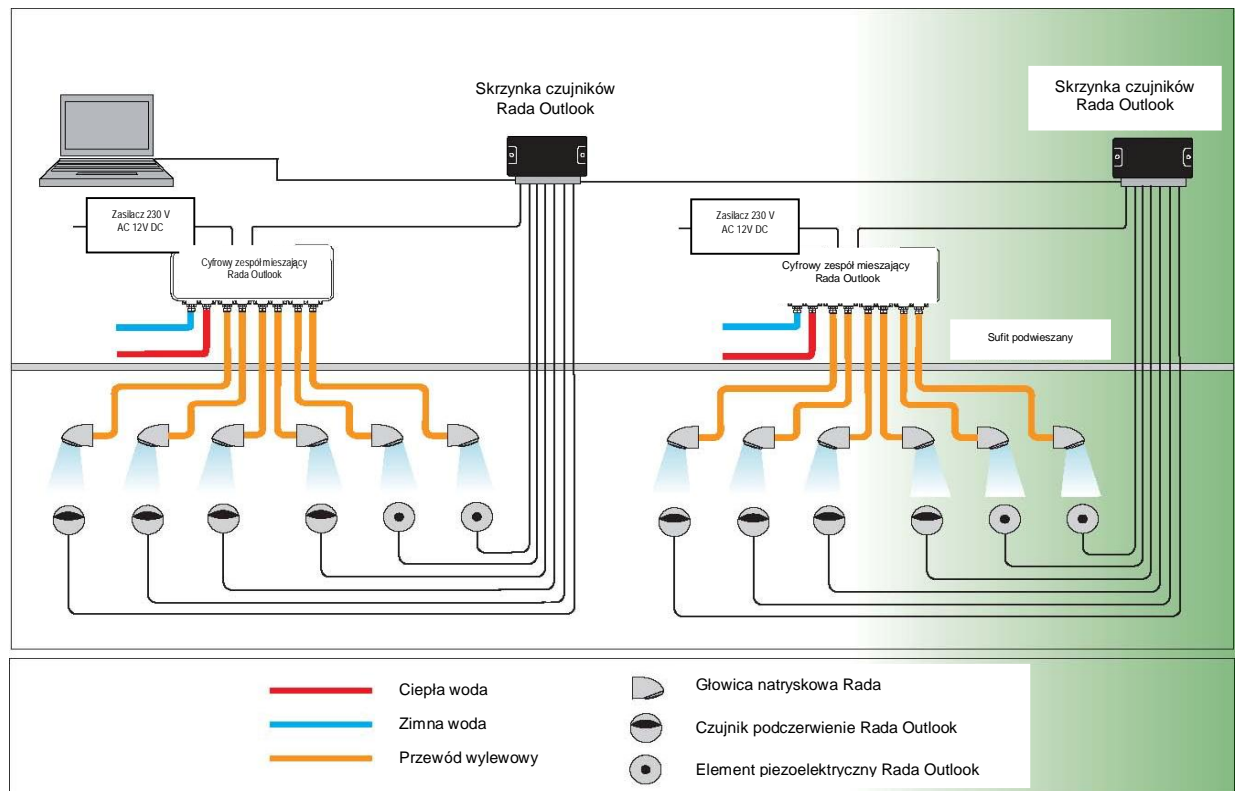 Skrzynka czujników
Rada Outlook
Skrzynka czujników
Rada Outlook
Zasilacz 230 V
AC 12V DC
Cyfrowy zespół mieszający
Rada Outlook
Zasilacz 230 V
AC 12V DC
Cyfrowy zespół mieszający
Rada Outlook
Sufit podwieszany
Ciepła woda
Zimna woda
Przewód wylewowy
Głowica natryskowa Rada
Czujnik podczerwienie Rada Outlook
Element piezoelektryczny Rada Outlook